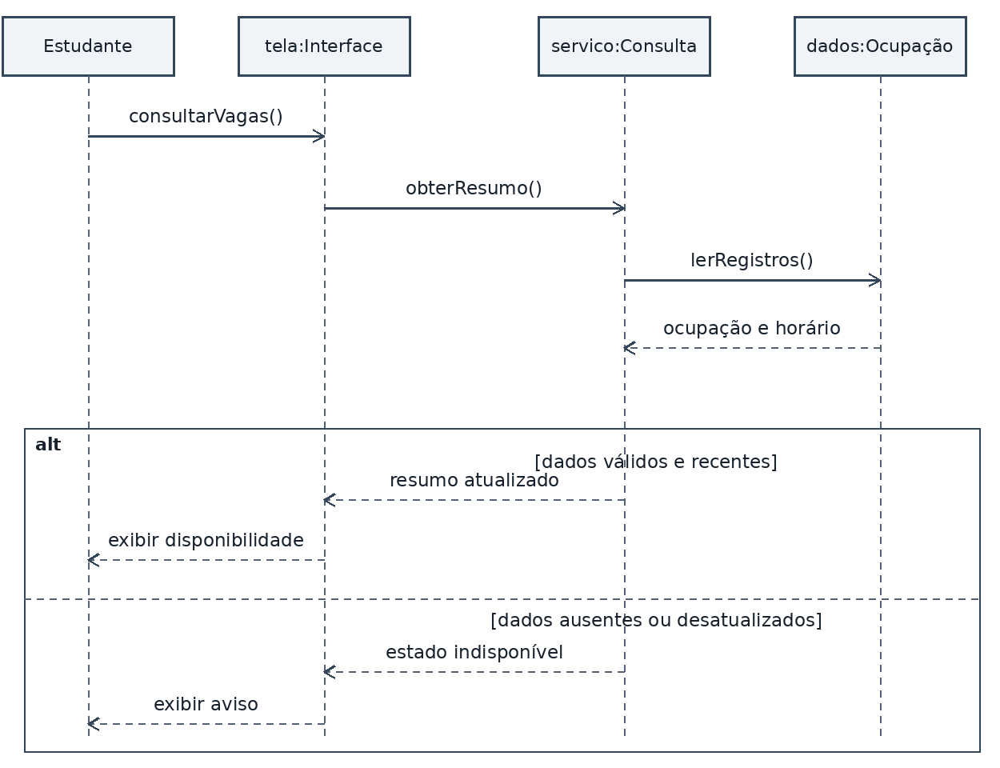 Estudante
tela:Interface
servico:Consulta
dados:Ocupação
consultarVagas()
obterResumo()
lerRegistros()
ocupação e horário
alt
[dados válidos e recentes]
resumo atualizado
exibir disponibilidade
[dados ausentes ou desatualizados]
estado indisponível
exibir aviso